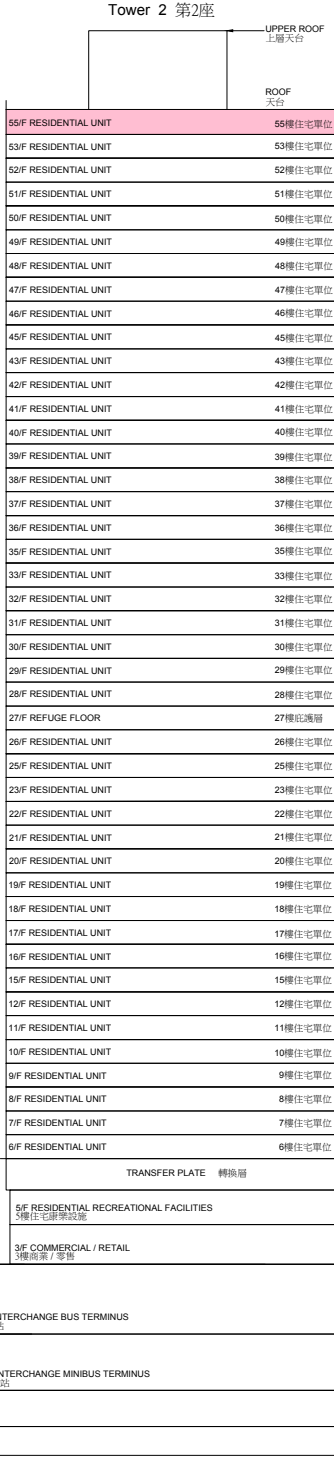 Tower 2 第2座
UPPER ROOF
上層天台
ROOF
天台
55/F RESIDENTIAL UNIT 55樓住宅單位
53/F RESIDENTIAL UNIT 53樓住宅單位
52/F RESIDENTIAL UNIT 52樓住宅單位
51/F RESIDENTIAL UNIT 51樓住宅單位
50/F RESIDENTIAL UNIT 50樓住宅單位
49/F RESIDENTIAL UNIT 49樓住宅單位
48/F RESIDENTIAL UNIT 48樓住宅單位
47/F RESIDENTIAL UNIT 47樓住宅單位
46/F RESIDENTIAL UNIT 46樓住宅單位
45/F RESIDENTIAL UNIT 45樓住宅單位
43/F RESIDENTIAL UNIT 43樓住宅單位
42/F RESIDENTIAL UNIT 42樓住宅單位
41/F RESIDENTIAL UNIT 41樓住宅單位
40/F RESIDENTIAL UNIT 40樓住宅單位
39/F RESIDENTIAL UNIT 39樓住宅單位
38/F RESIDENTIAL UNIT 38樓住宅單位
37/F RESIDENTIAL UNIT 37樓住宅單位
36/F RESIDENTIAL UNIT 36樓住宅單位
35/F RESIDENTIAL UNIT 35樓住宅單位
33/F RESIDENTIAL UNIT 33樓住宅單位
32/F RESIDENTIAL UNIT 32樓住宅單位
31/F RESIDENTIAL UNIT 31樓住宅單位
30/F RESIDENTIAL UNIT 30樓住宅單位
29/F RESIDENTIAL UNIT 29樓住宅單位
28/F RESIDENTIAL UNIT 28樓住宅單位
27/F REFUGE FLOOR 27樓庇護層
26/F RESIDENTIAL UNIT 26樓住宅單位
25/F RESIDENTIAL UNIT 25樓住宅單位
23/F RESIDENTIAL UNIT 23樓住宅單位
22/F RESIDENTIAL UNIT 22樓住宅單位
21/F RESIDENTIAL UNIT 21樓住宅單位
20/F RESIDENTIAL UNIT 20樓住宅單位
19/F RESIDENTIAL UNIT 19樓住宅單位
18/F RESIDENTIAL UNIT 18樓住宅單位
17/F RESIDENTIAL UNIT 17樓住宅單位
16/F RESIDENTIAL UNIT 16樓住宅單位
15/F RESIDENTIAL UNIT 15樓住宅單位
12/F RESIDENTIAL UNIT 12樓住宅單位
11/F RESIDENTIAL UNIT 11樓住宅單位
10/F RESIDENTIAL UNIT 10樓住宅單位
9/F RESIDENTIAL UNIT 9樓住宅單位
8/F RESIDENTIAL UNIT 8樓住宅單位
7/F RESIDENTIAL UNIT 7樓住宅單位
6/F RESIDENTIAL UNIT 6樓住宅單位
TRANSFER PLATE 轉換層
5/F RESIDENTIAL RECREATIONAL FACILITIES
5樓住宅康樂設施
3/F COMMERCIAL / RETAIL
3樓商業 / 零售
NTERCHANGE BUS TERMINUS
站
NTERCHANGE MINIBUS TERMINUS
站